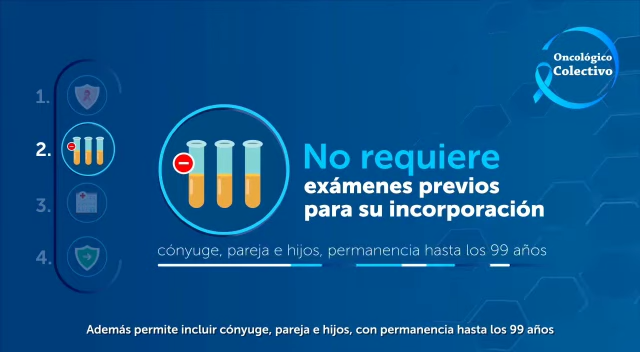 Oncológico
Colectivo
1.
2.
3.
4.
No requiere
exámenes previos
para su incorporación
cónyuge, pareja e hijos, permanencia hasta los 99 años
Además permite incluir cónyuge, pareja e hijos, con permanencia hasta los 99 años